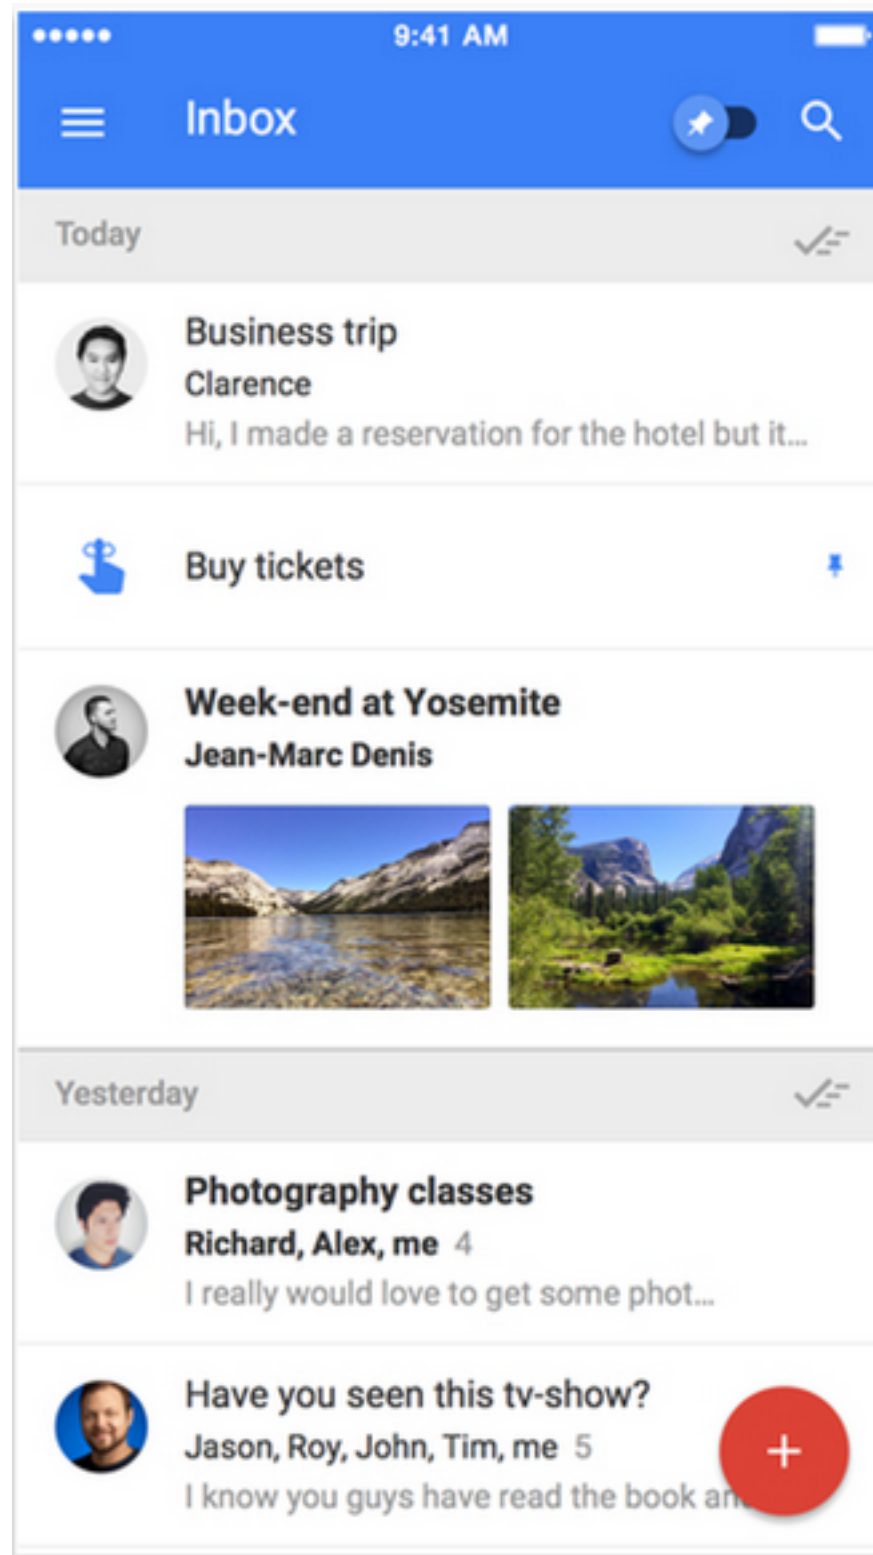 9:41 AM
Inbox
Today
Business trip
Clarence
Hi, I made a reservation for the hotel but it...
Buy tickets
Week-end at Yosemite
Jean-Marc Denis
Yesterday
Photography classes
Richard, Alex, me 4
I really would love to get some phot...
Have you seen this tv-show?
Jason, Roy, John, Tim, me 5
I know you guys have read the book